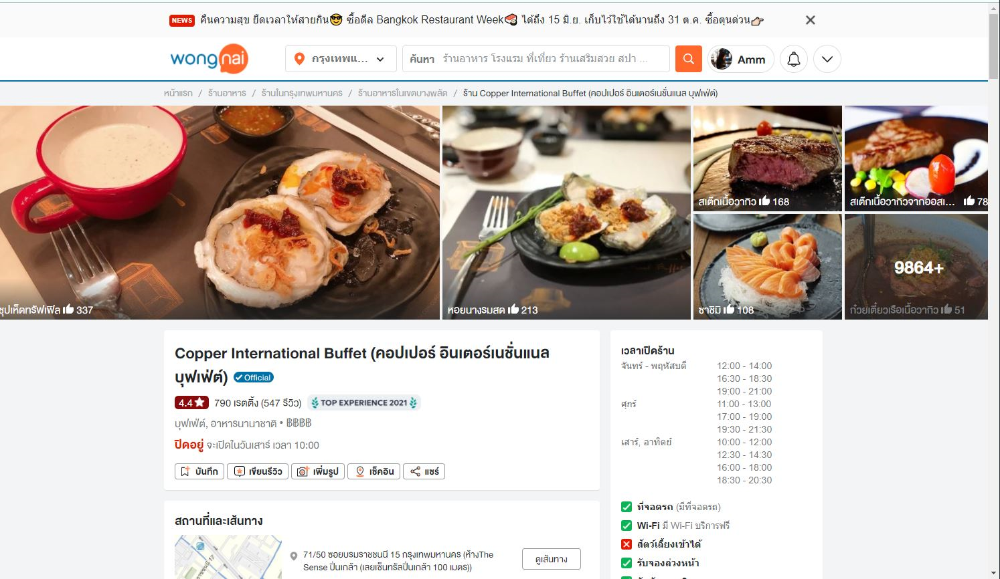 NEWS คืนความสุข ยืดเวลาให้สายกิน😎 ซื้อดีล Bangkok Restaurant Week🍣 ได้ถึง 15 มิ.ย. เก็บไว้ใช้ได้นานถึง 31 ต.ค. ซื้อตุนด่วน👉
wongnai
กรุงเทพม...
ค้นหา ร้านอาหาร โรงแรม ที่เที่ยว ร้านเสริมสวย สปา ...
Amm
หน้าแรก / ร้านอาหาร / ร้านในกรุงเทพมหานคร / ร้านอาหารในเขตบางพลัด / ร้าน Copper International Buffet (คอปเปอร์ อินเตอร์เนชั่นแนล บุฟเฟ่ต์)
ซุปเห็ดทรัฟเฟิล 337
หอยนางรมสด 213
สเต๊กเนื้อวากิว 168
สเต๊กเนื้อวากิวจากออสเ... 78
ซาชิมิ 108
9864+
ก๋วยเตี๋ยวเรือเนื้อวากิว 51
Copper International Buffet (คอปเปอร์ อินเตอร์เนชั่นแนล
บุฟเฟ่ต์) Official
4.4 790 เรตติ้ง (547 รีวิว) TOP EXPERIENCE 2021
บุฟเฟ่ต์, อาหารนานาชาติ • ฿฿฿฿
ปิดอยู่ จะเปิดในวันเสาร์ เวลา 10:00
บันทึก เขียนรีวิว เพิ่มรูป เช็คอิน แชร์
สถานที่และเส้นทาง
71/50 ซอยบรมราชชนนี 15 กรุงเทพมหานคร (ห้างThe
Sense ปิ่นเกล้า (เลยเซ็นทรัลปิ่นเกล้า 100 เมตร))
ดูเส้นทาง
เวลาเปิดร้าน
จันทร์ - พฤหัสบดี 12:00 - 14:00
16:30 - 18:30
19:00 - 21:00
ศุกร์ 11:00 - 13:00
17:00 - 19:00
19:30 - 21:30
เสาร์, อาทิตย์ 10:00 - 12:00
12:30 - 14:30
16:00 - 18:00
18:30 - 20:30
ที่จอดรถ (มีที่จอดรถ)
Wi-Fi มี Wi-Fi บริการฟรี
สัตว์เลี้ยงเข้าได้
รับจองล่วงหน้า